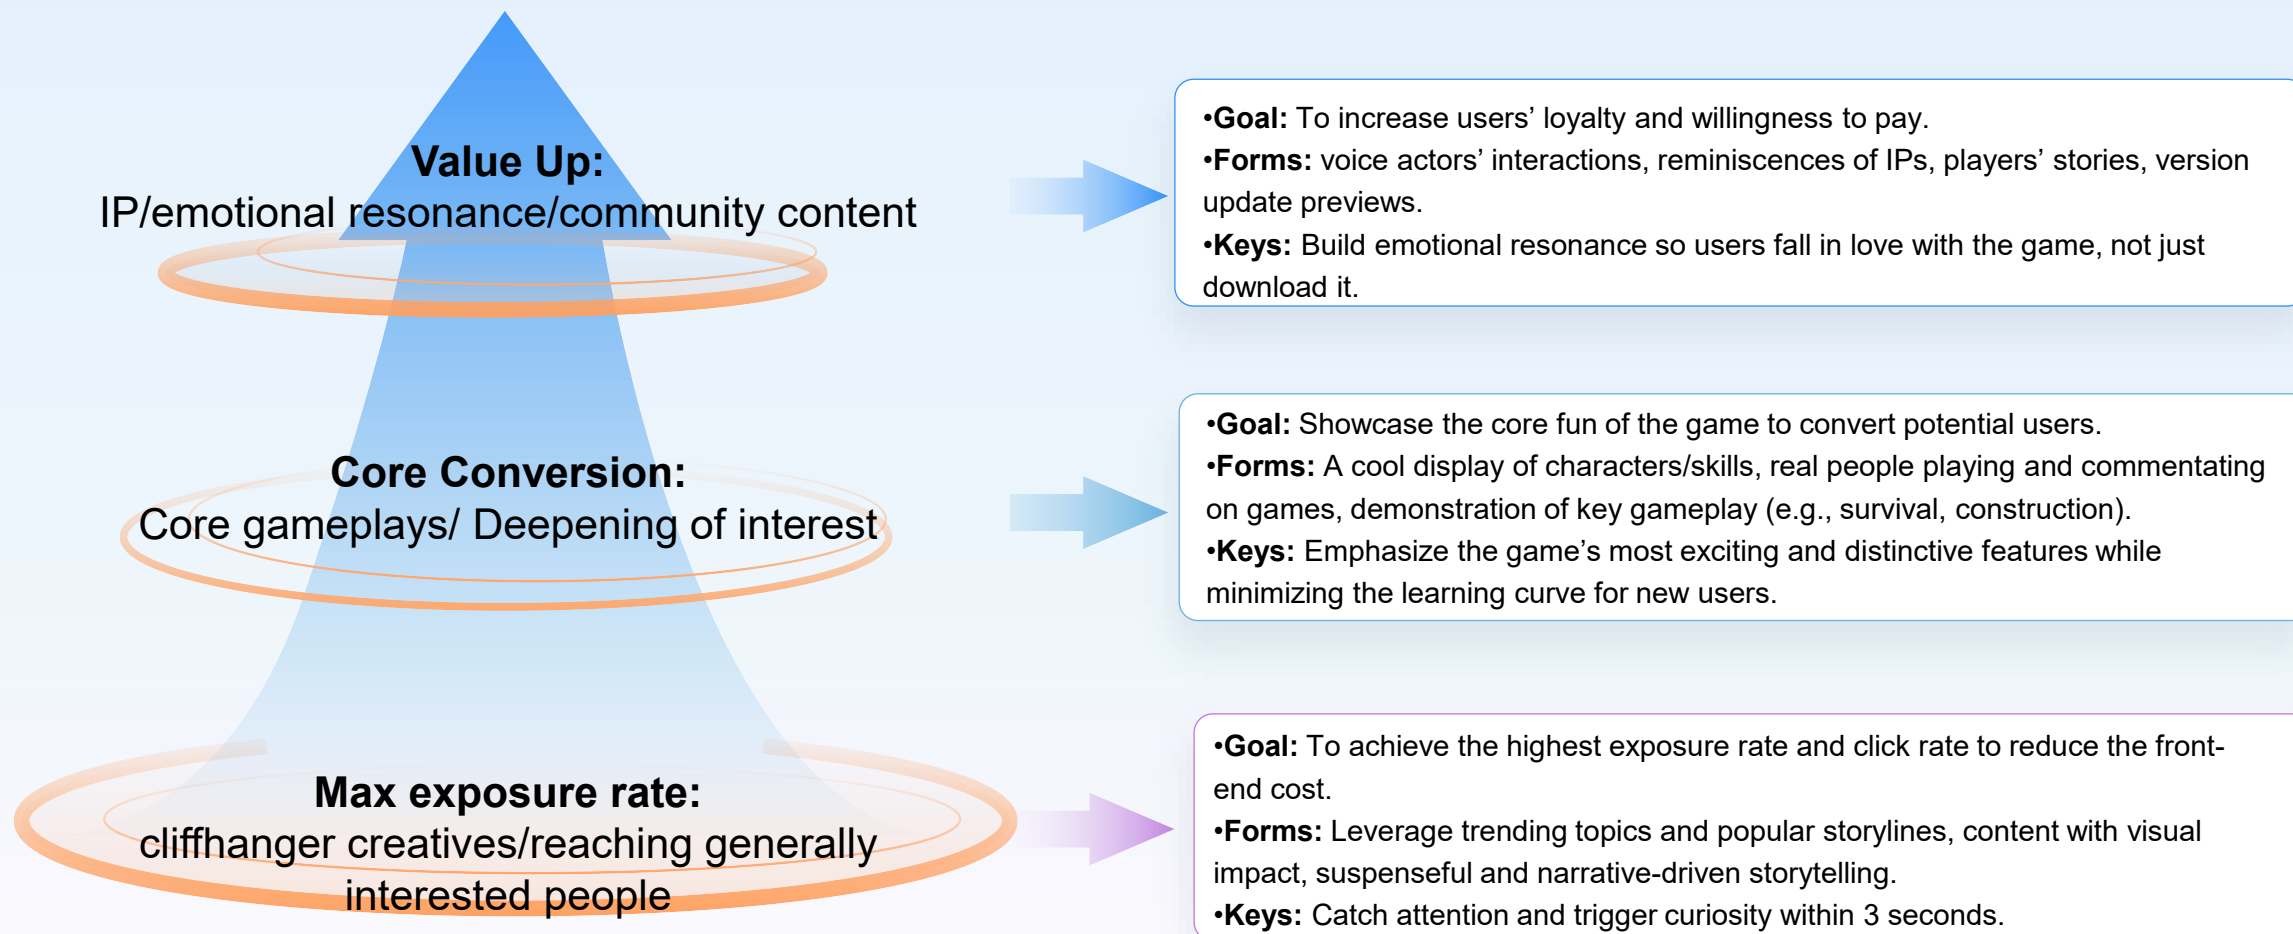 Value Up:
IP/emotional resonance/community content
•Goal: To increase users’ loyalty and willingness to pay.
•Forms: voice actors’ interactions, reminiscences of IPs, players’ stories, version
update previews.
•Keys: Build emotional resonance so users fall in love with the game, not just
download it.
Core Conversion:
Core gameplays/ Deepening of interest
•Goal: Showcase the core fun of the game to convert potential users.
•Forms: A cool display of characters/skills, real people playing and commentating
on games, demonstration of key gameplay (e.g., survival, construction).
•Keys: Emphasize the game’s most exciting and distinctive features while
minimizing the learning curve for new users.
Max exposure rate:
cliffhanger creatives/reaching generally
interested people
•Goal: To achieve the highest exposure rate and click rate to reduce the front-
end cost.
•Forms: Leverage trending topics and popular storylines, content with visual
impact, suspenseful and narrative-driven storytelling.
•Keys: Catch attention and trigger curiosity within 3 seconds.